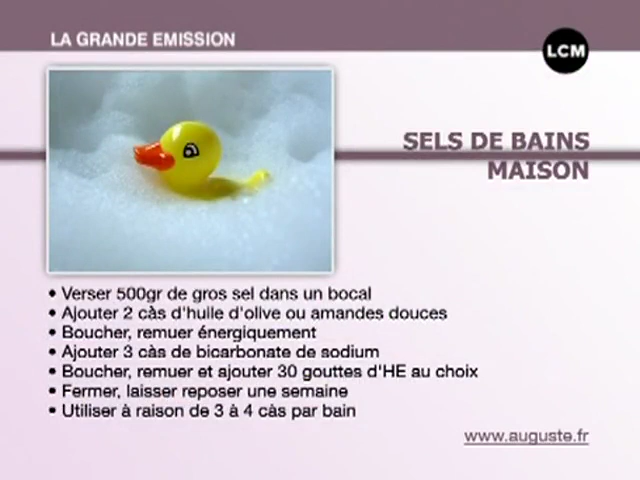 LA GRANDE EMISSION
LCM
SELS DE BAINS
MAISON
• Verser 500gr de gros sel dans un bocal
• Ajouter 2 càs d'huile d'olive ou amandes douces
• Boucher, remuer énergiquement
• Ajouter 3 càs de bicarbonate de sodium
• Boucher, remuer et ajouter 30 gouttes d'HE au choix
• Fermer, laisser reposer une semaine
• Utiliser à raison de 3 à 4 càs par bain
www.auguste.fr